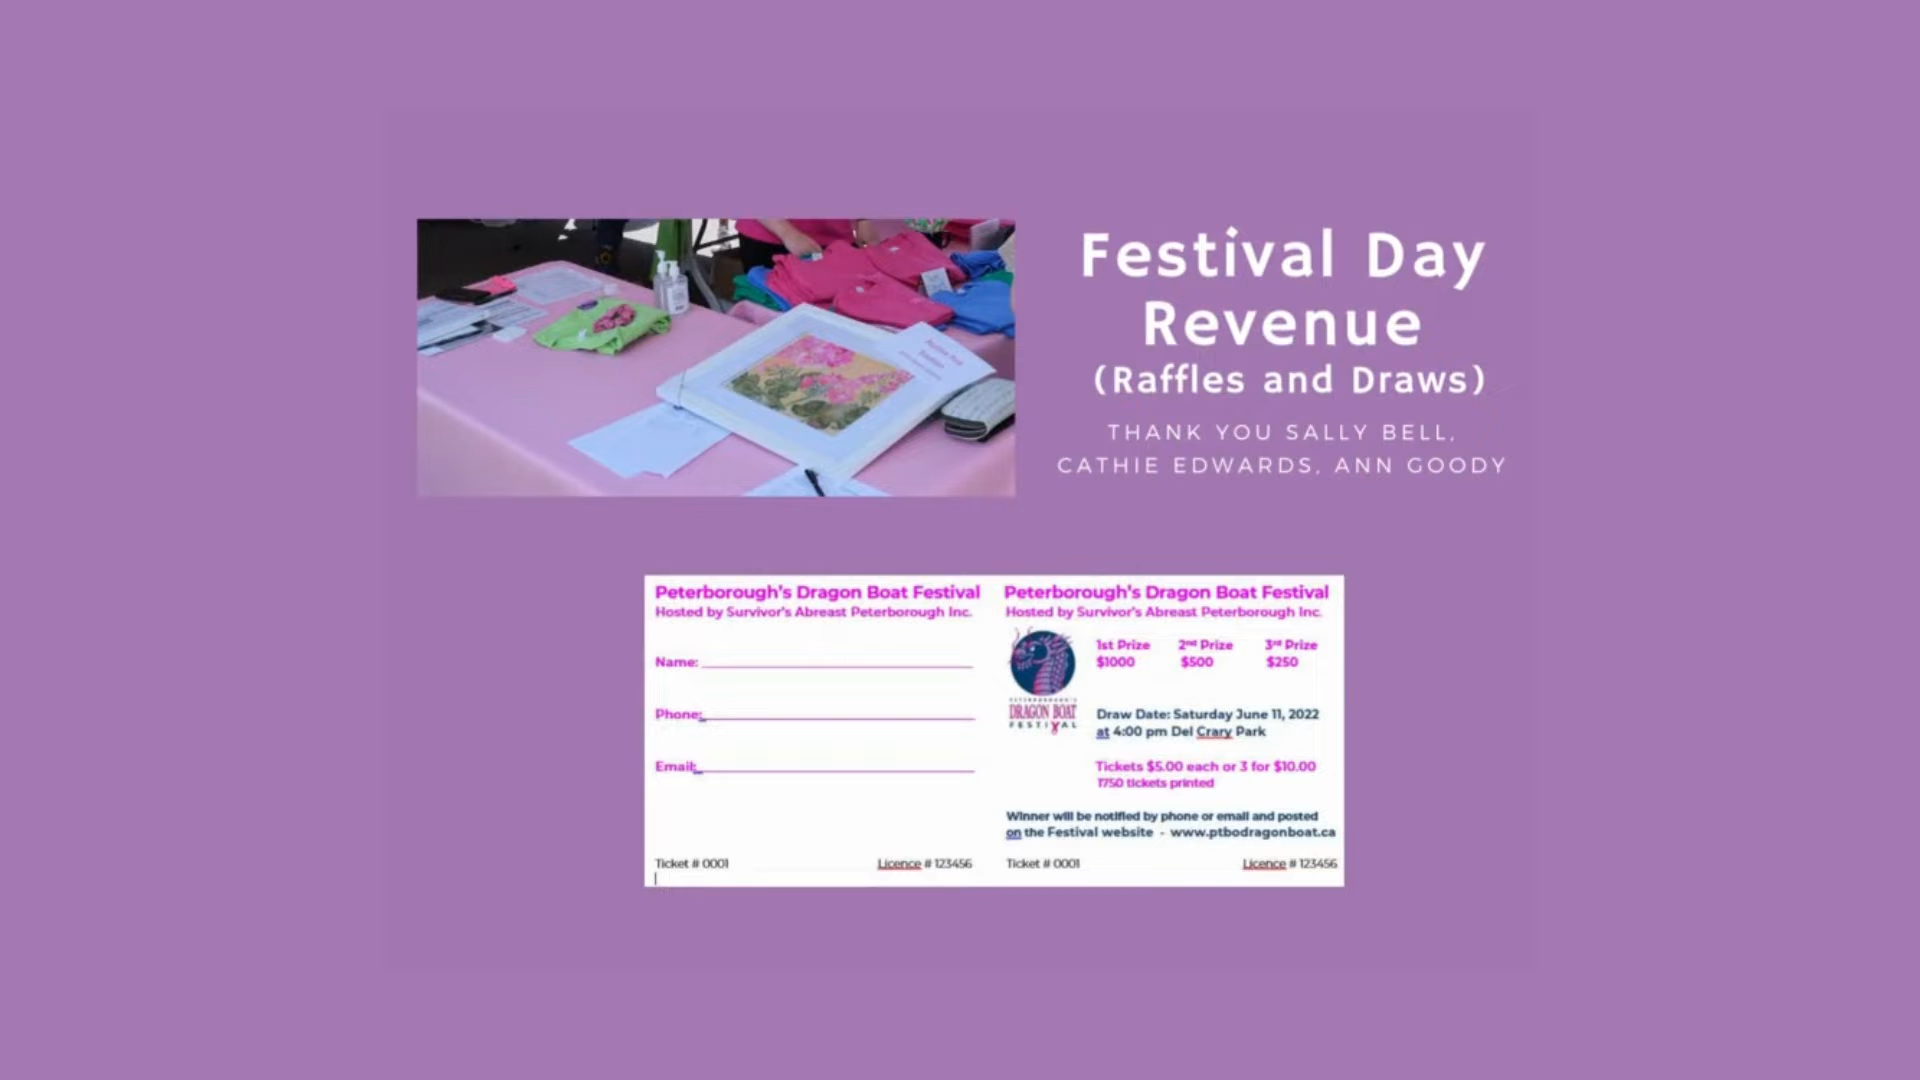 Festival Day
Revenue
(Raffles and Draws)
THANK YOU SALLY BELL,
CATHIE EDWARDS, ANN GOODY
Peterborough's Dragon Boat Festival
Hosted by Survivor's Abreast Peterborough Inc.
Name:
Phone:
Email:
Ticket # 0001 Licence # 123456
Peterborough's Dragon Boat Festival
Hosted by Survivor's Abreast Peterborough Inc.
1st Prize 2nd Prize 3rd Prize
$1000 $500 $250
PETERBOROUGH'S
DRAGON BOAT
FESTIVAL
Draw Date: Saturday June 11, 2022
at 4:00 pm Del Crary Park
Tickets $5.00 each or 3 for $10.00
1750 tickets printed
Winner will be notified by phone or email and posted
on the Festival website - www.ptbodragonboat.ca
Ticket # 0001 Licence # 123456